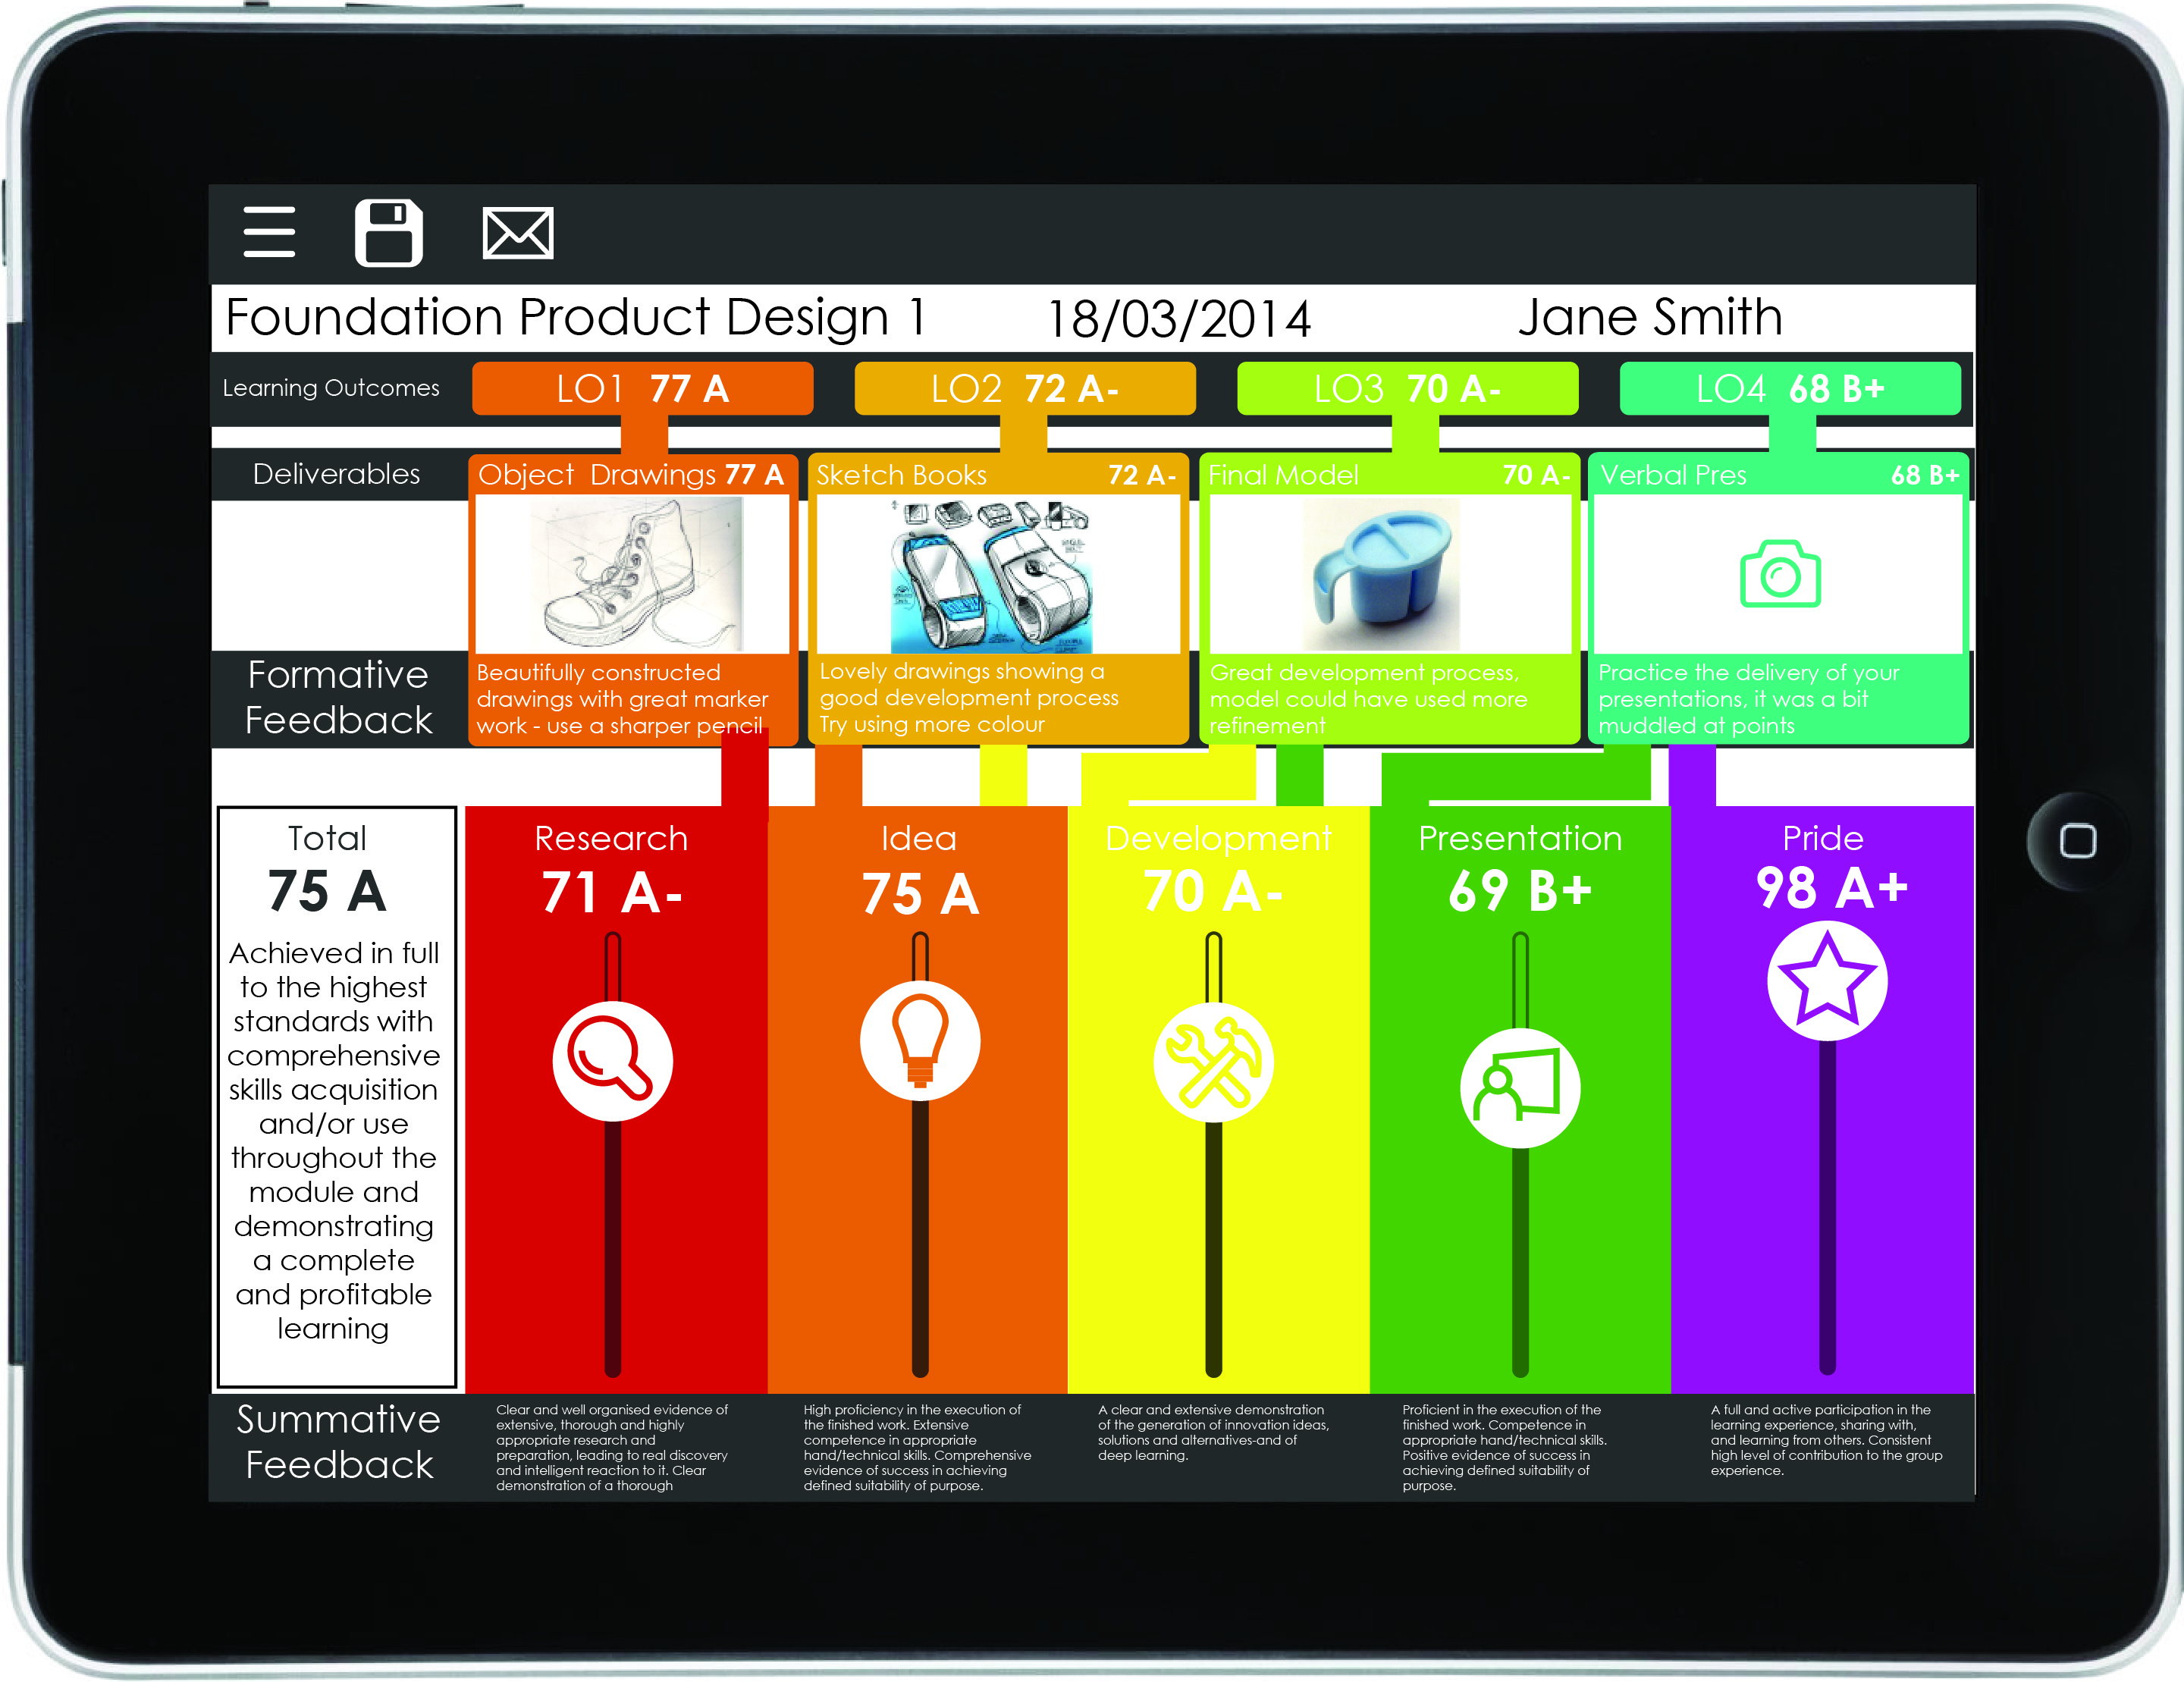 Foundation Product Design 1 18/03/2014 Jane Smith
Learning Outcomes LO1 77 A LO2 72 A- LO3 70 A- LO4 68 B+
Deliverables Object Drawings 77 A Sketch Books 72 A- Final Model 70 A- Verbal Pres 68 B+
Formative
Feedback
Beautifully constructed
drawings with great marker
work - use a sharper pencil
Lovely drawings showing a
good development process
Try using more colour
Great development process,
model could have used more
refinement
Practice the delivery of your
presentations, it was a bit
muddled at points
Total
75 A
Achieved in full
to the highest
standards with
comprehensive
skills acquisition
and/or use
throughout the
module and
demonstrating
a complete
and profitable
learning
Research
71 A-
Idea
75 A
Development
70 A-
Presentation
69 B+
Pride
98 A+
Summative
Feedback
Clear and well organised evidence of
extensive, thorough and highly
appropriate research and
preparation, leading to real discovery
and intelligent reaction to it. Clear
demonstration of a thorough
High proficiency in the execution of
the finished work. Extensive
competence in appropriate
hand/technical skills. Comprehensive
evidence of success in achieving
defined suitability of purpose.
A clear and extensive demonstration
of the generation of innovation ideas,
solutions and alternatives-and of
deep learning.
Proficient in the execution of the
finished work. Competence in
appropriate hand/technical skills.
Positive evidence of success in
achieving defined suitability of
purpose.
A full and active participation in the
learning experience, sharing with,
and learning from others. Consistent
high level of contribution to the group
experience.